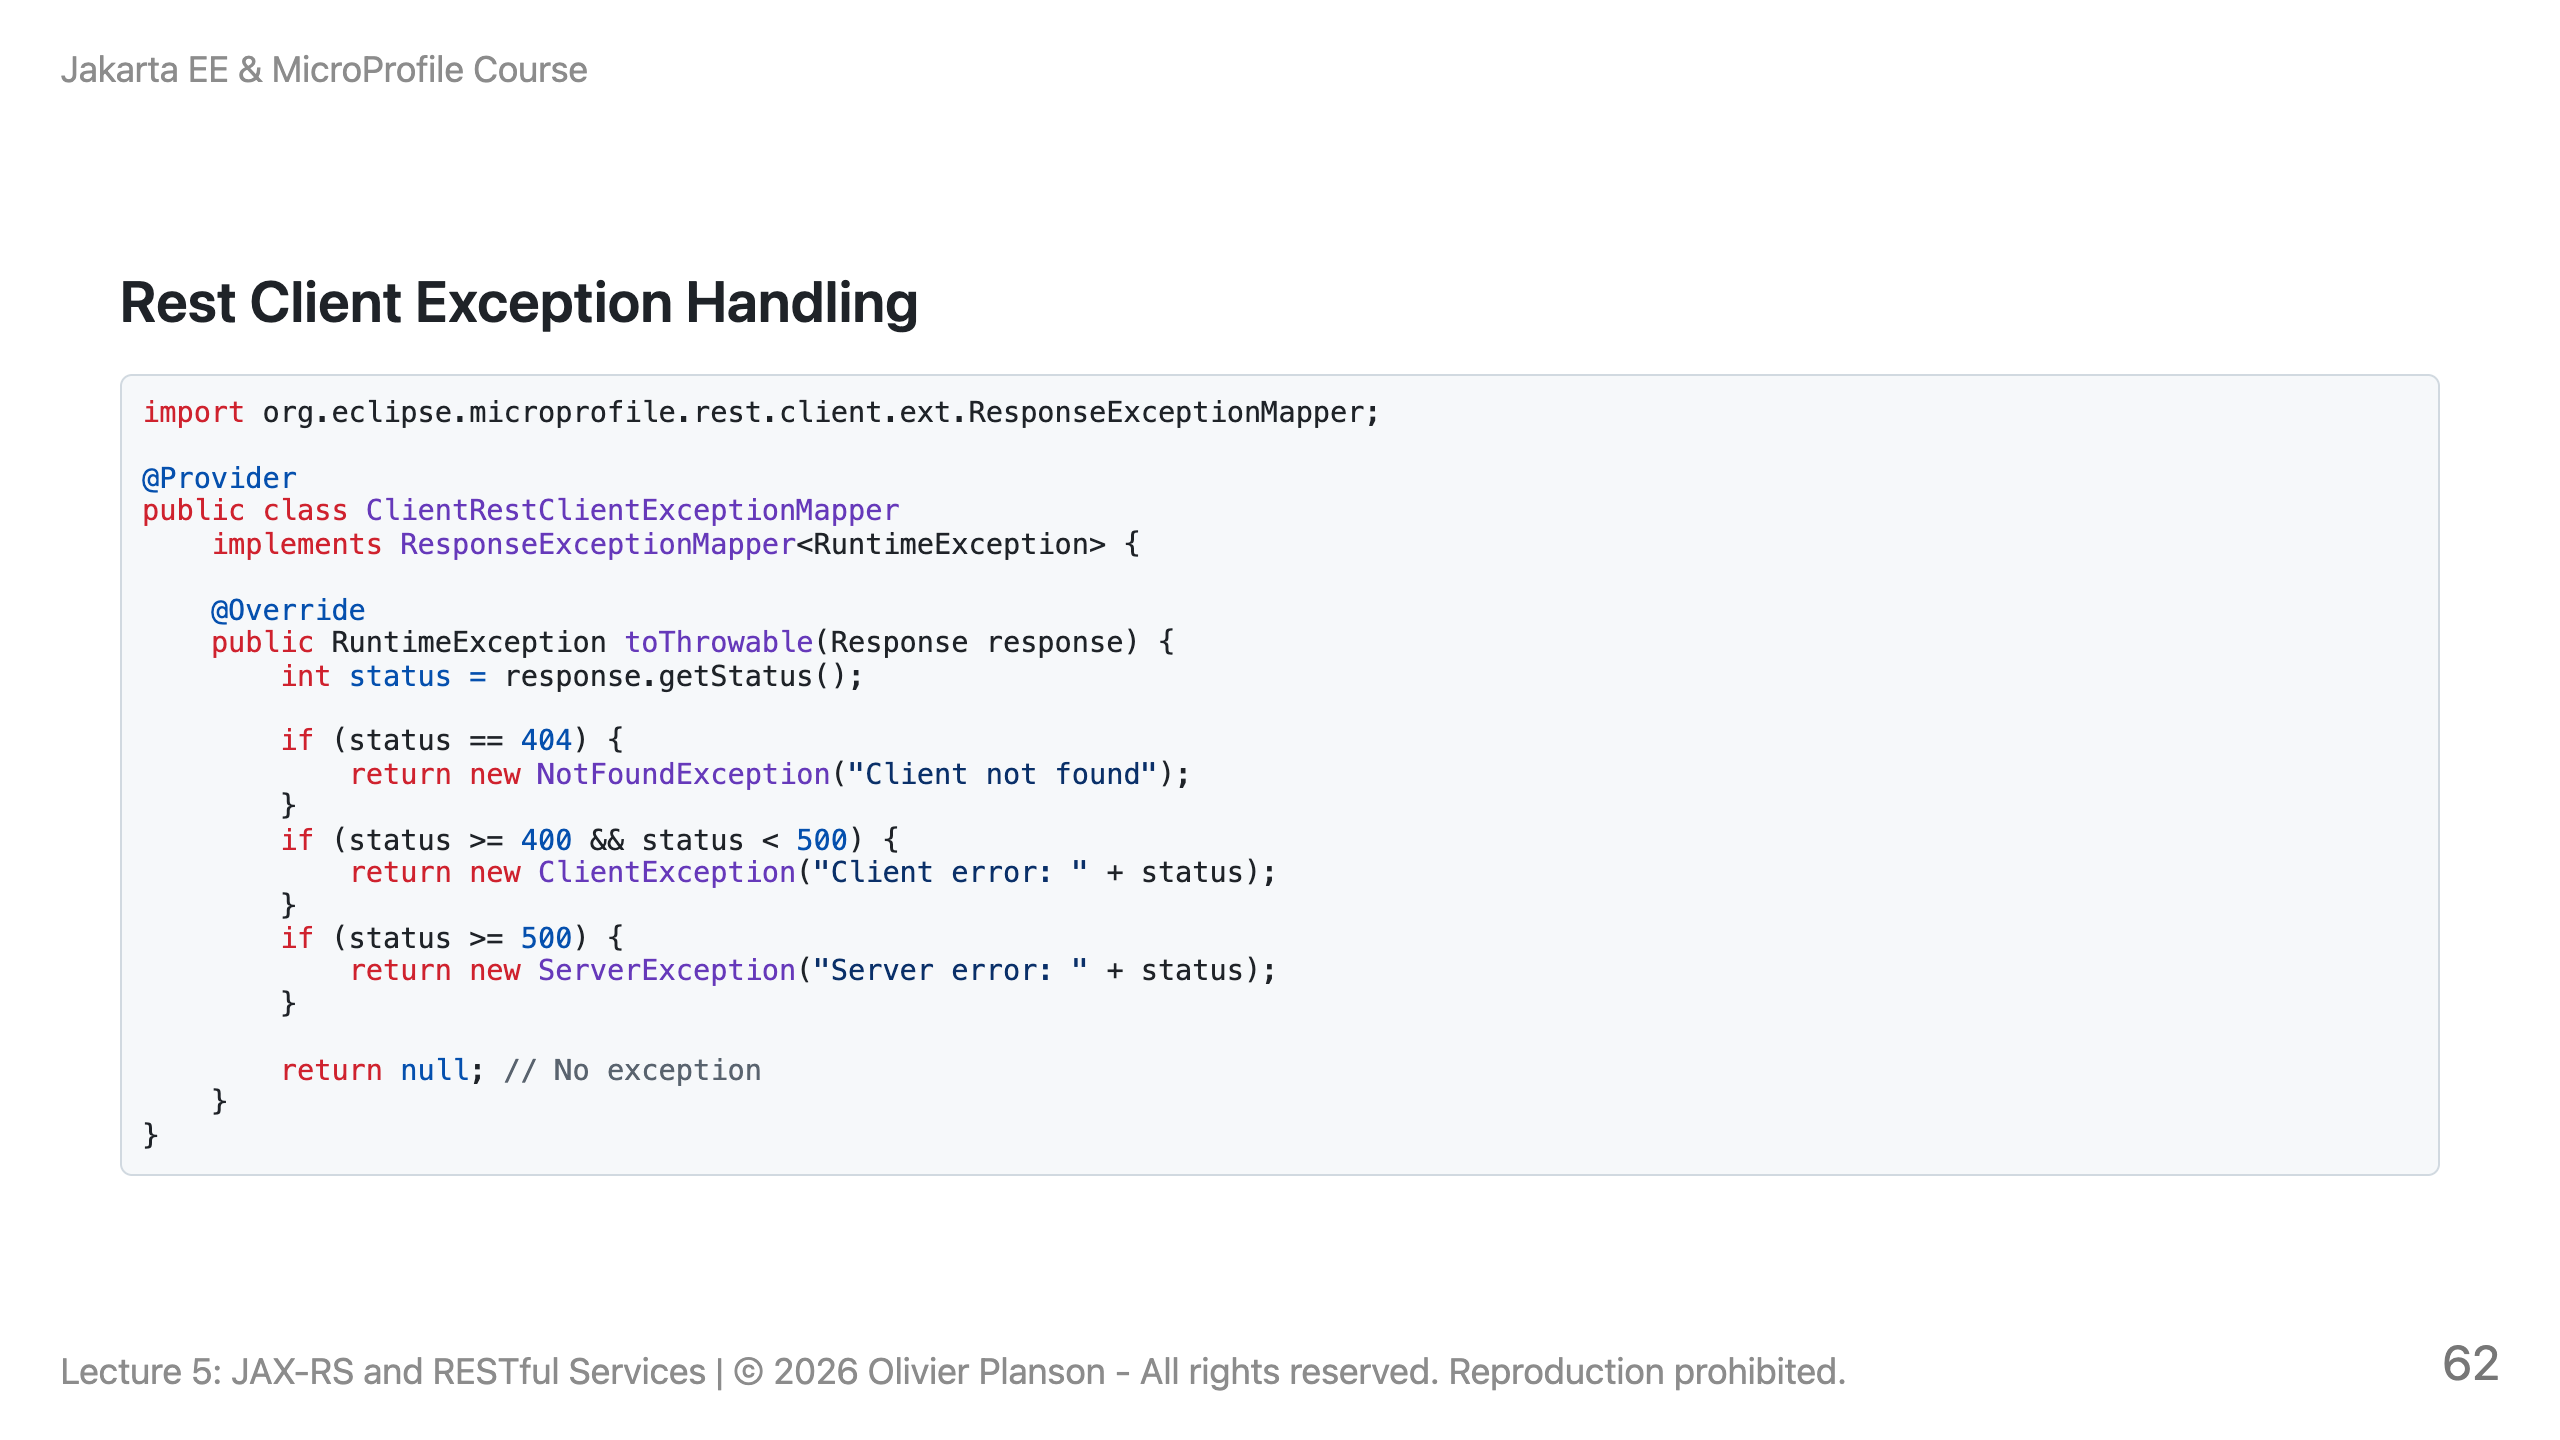 Jakarta EE & MicroProfile Course
Rest Client Exception Handling
import org.eclipse.microprofile.rest.client.ext.ResponseExceptionMapper;
@Provider
public class ClientRestClientExceptionMapper
    implements ResponseExceptionMapper<RuntimeException> {
    @Override
    public RuntimeException toThrowable(Response response) {
        int status = response.getStatus();
        if (status == 404) {
            return new NotFoundException("Client not found");
        }
        if (status >= 400 && status < 500) {
            return new ClientException("Client error: " + status);
        }
        if (status >= 500) {
            return new ServerException("Server error: " + status);
        }
        return null; // No exception
    }
}
Lecture 5: JAX-RS and RESTful Services | © 2026 Olivier Planson - All rights reserved. Reproduction prohibited.
62